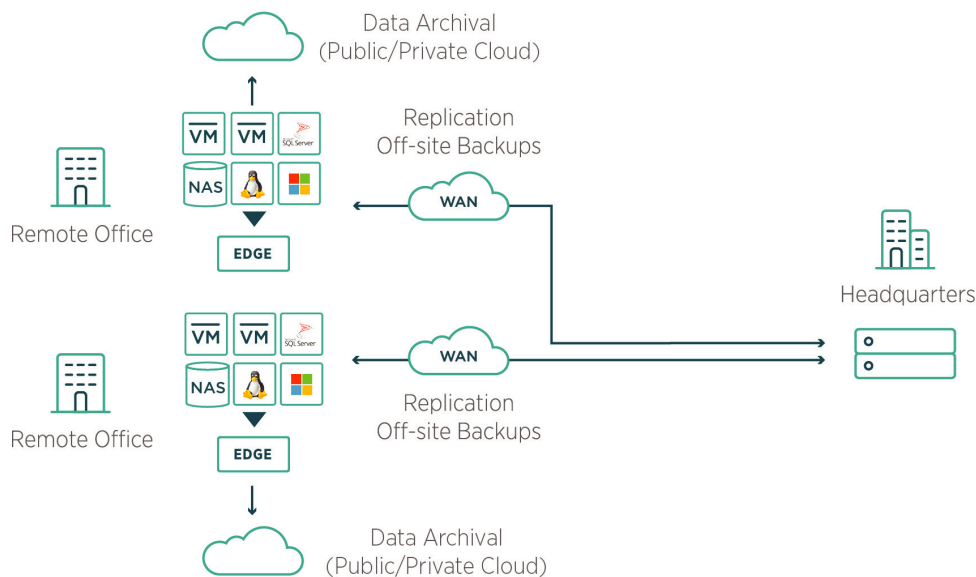 Data Archival
(Public/Private Cloud)
VM
VM
SQL Server
NAS
Replication
Off-site Backups
WAN
Remote Office
EDGE
Headquarters
VM
VM
SQL Server
NAS
WAN
Replication
Off-site Backups
Remote Office
EDGE
Data Archival
(Public/Private Cloud)